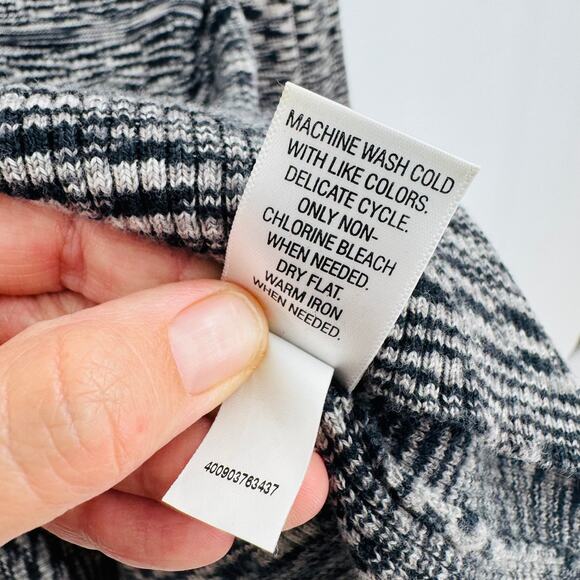 MACHINE WASH COLD
WITH LIKE COLORS.
DELICATE CYCLE.
ONLY NON-
CHLORINE BLEACH
WHEN NEEDED.
DRY FLAT.
WARM IRON
WHEN NEEDED.
400903763437